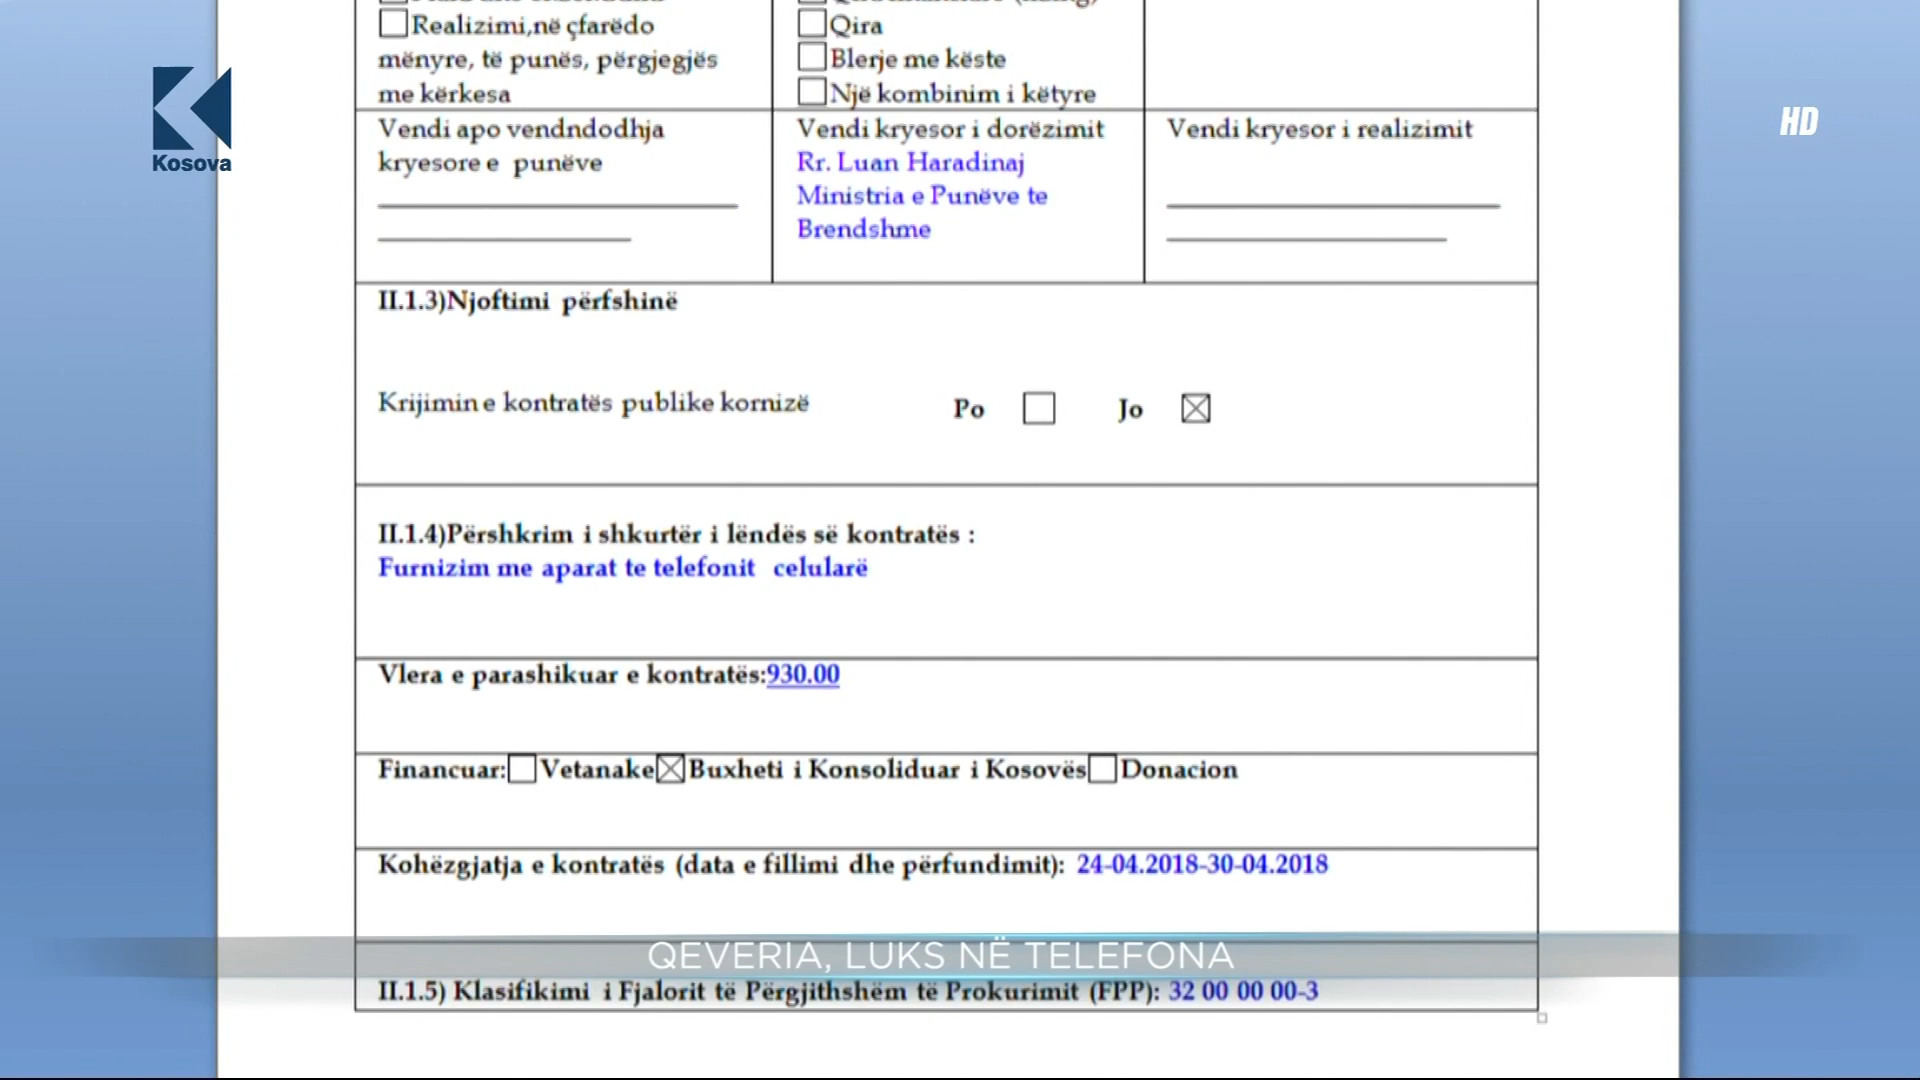 Realizimi,në çfarëdo
mënyre, të punës, përgjegjës
me kërkesa
Qira
Blerje me këste
Një kombinim i këtyre
Kosova
HD
Vendi apo vendndodhja
kryesore e punëve
Vendi kryesor i dorëzimit
Rr. Luan Haradinaj
Ministria e Punëve te
Brendshme
Vendi kryesor i realizimit
II.1.3)Njoftimi përfshinë
Krijimin e kontratës publike kornizë Po Jo
II.1.4)Përshkrim i shkurtër i lëndës së kontratës :
Furnizim me aparat te telefonit celularë
Vlera e parashikuar e kontratës:930.00
Financuar: Vetanake Buxheti i Konsoliduar i Kosovës Donacion
Kohëzgjatja e kontratës (data e fillimi dhe përfundimit): 24-04.2018-30-04.2018
QEVERIA, LUKS NË TELEFONA
II.1.5) Klasifikimi i Fjalorit të Përgjithshëm të Prokurimit (FPP): 32 00 00 00-3